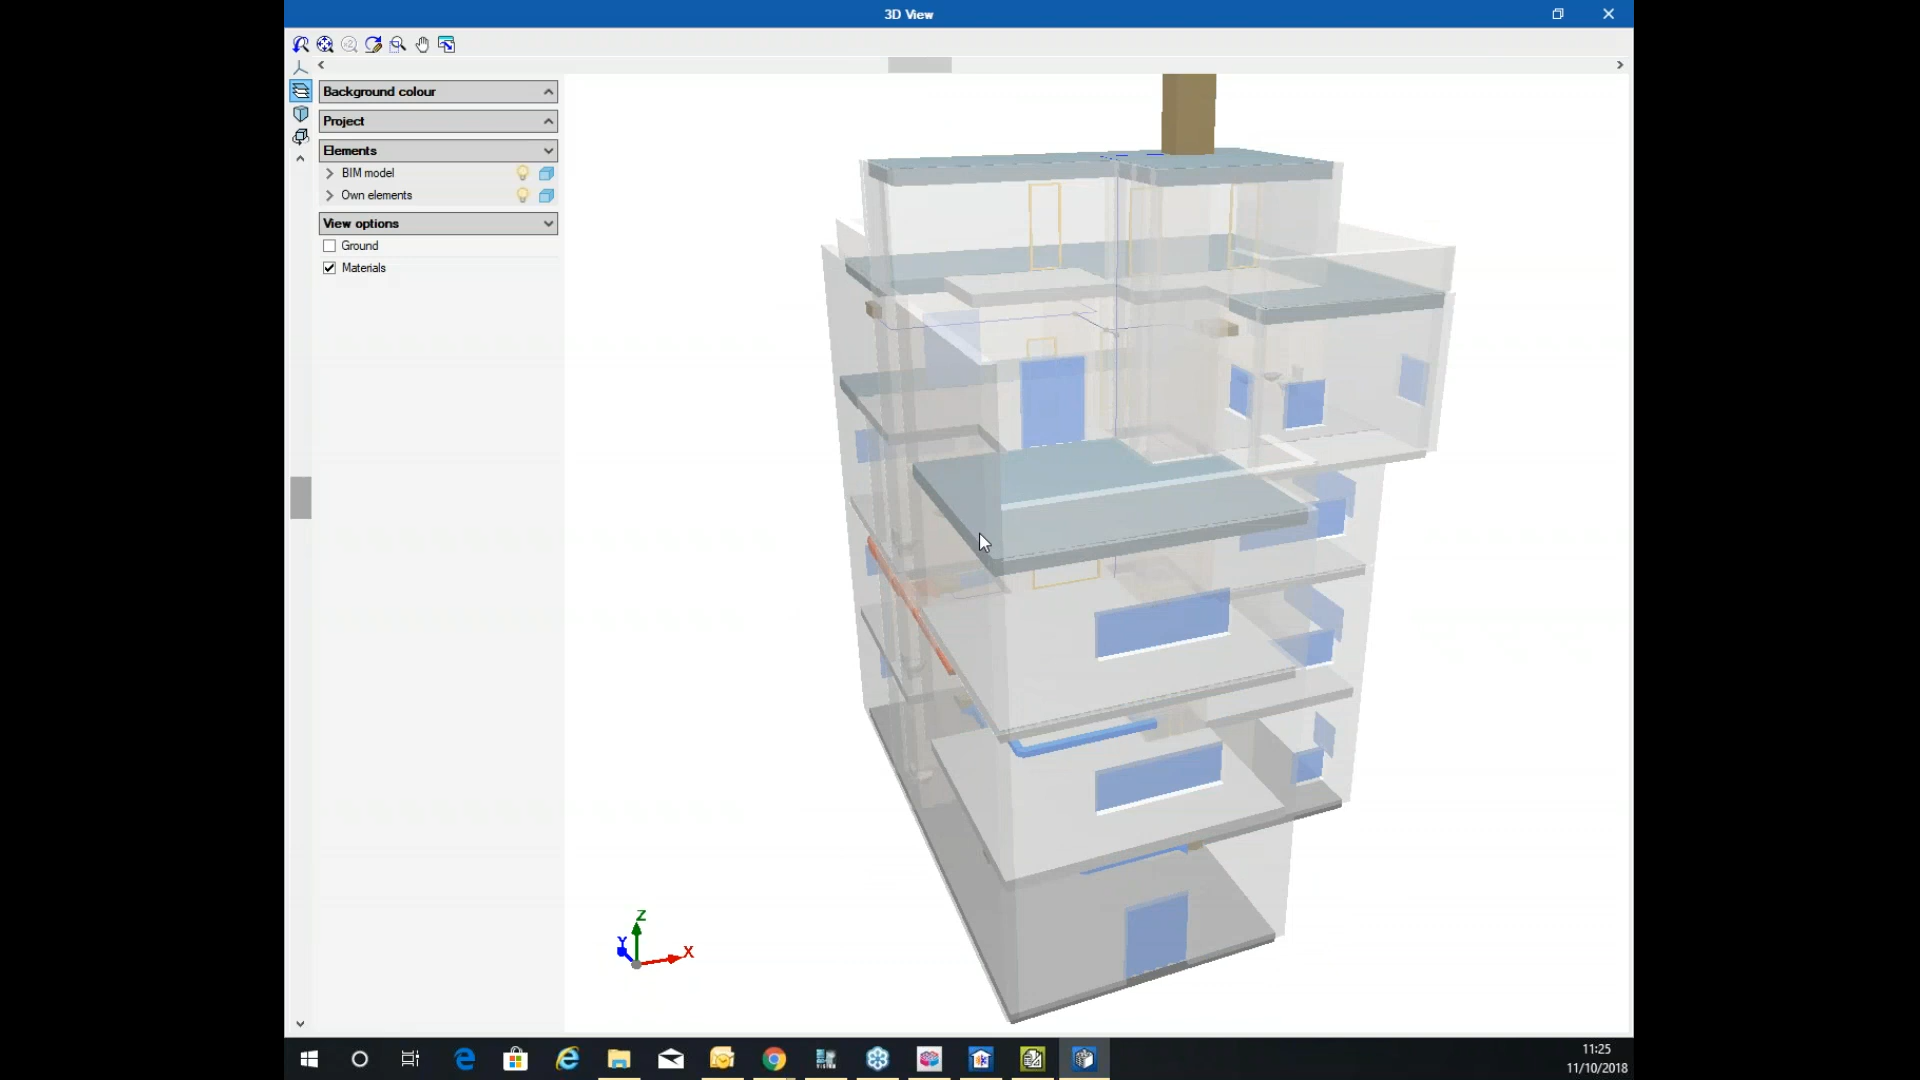 3D View
Background colour
Project
Elements
BIM model
Own elements
View options
Ground
Materials
Z
Y
X
11:25
11/10/2018